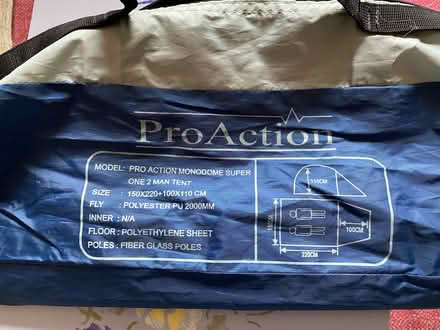 ProAction
MODEL: PRO ACTION MONODOME SUPER
ONE 2 MAN TENT
SIZE : 150X220+100X110 CM
FLY : POLYESTER PU 2000MM
INNER : N/A
FLOOR : POLYETHYLENE SHEET
POLES : FIBER GLASS POLES
110CM
100CM
220CM